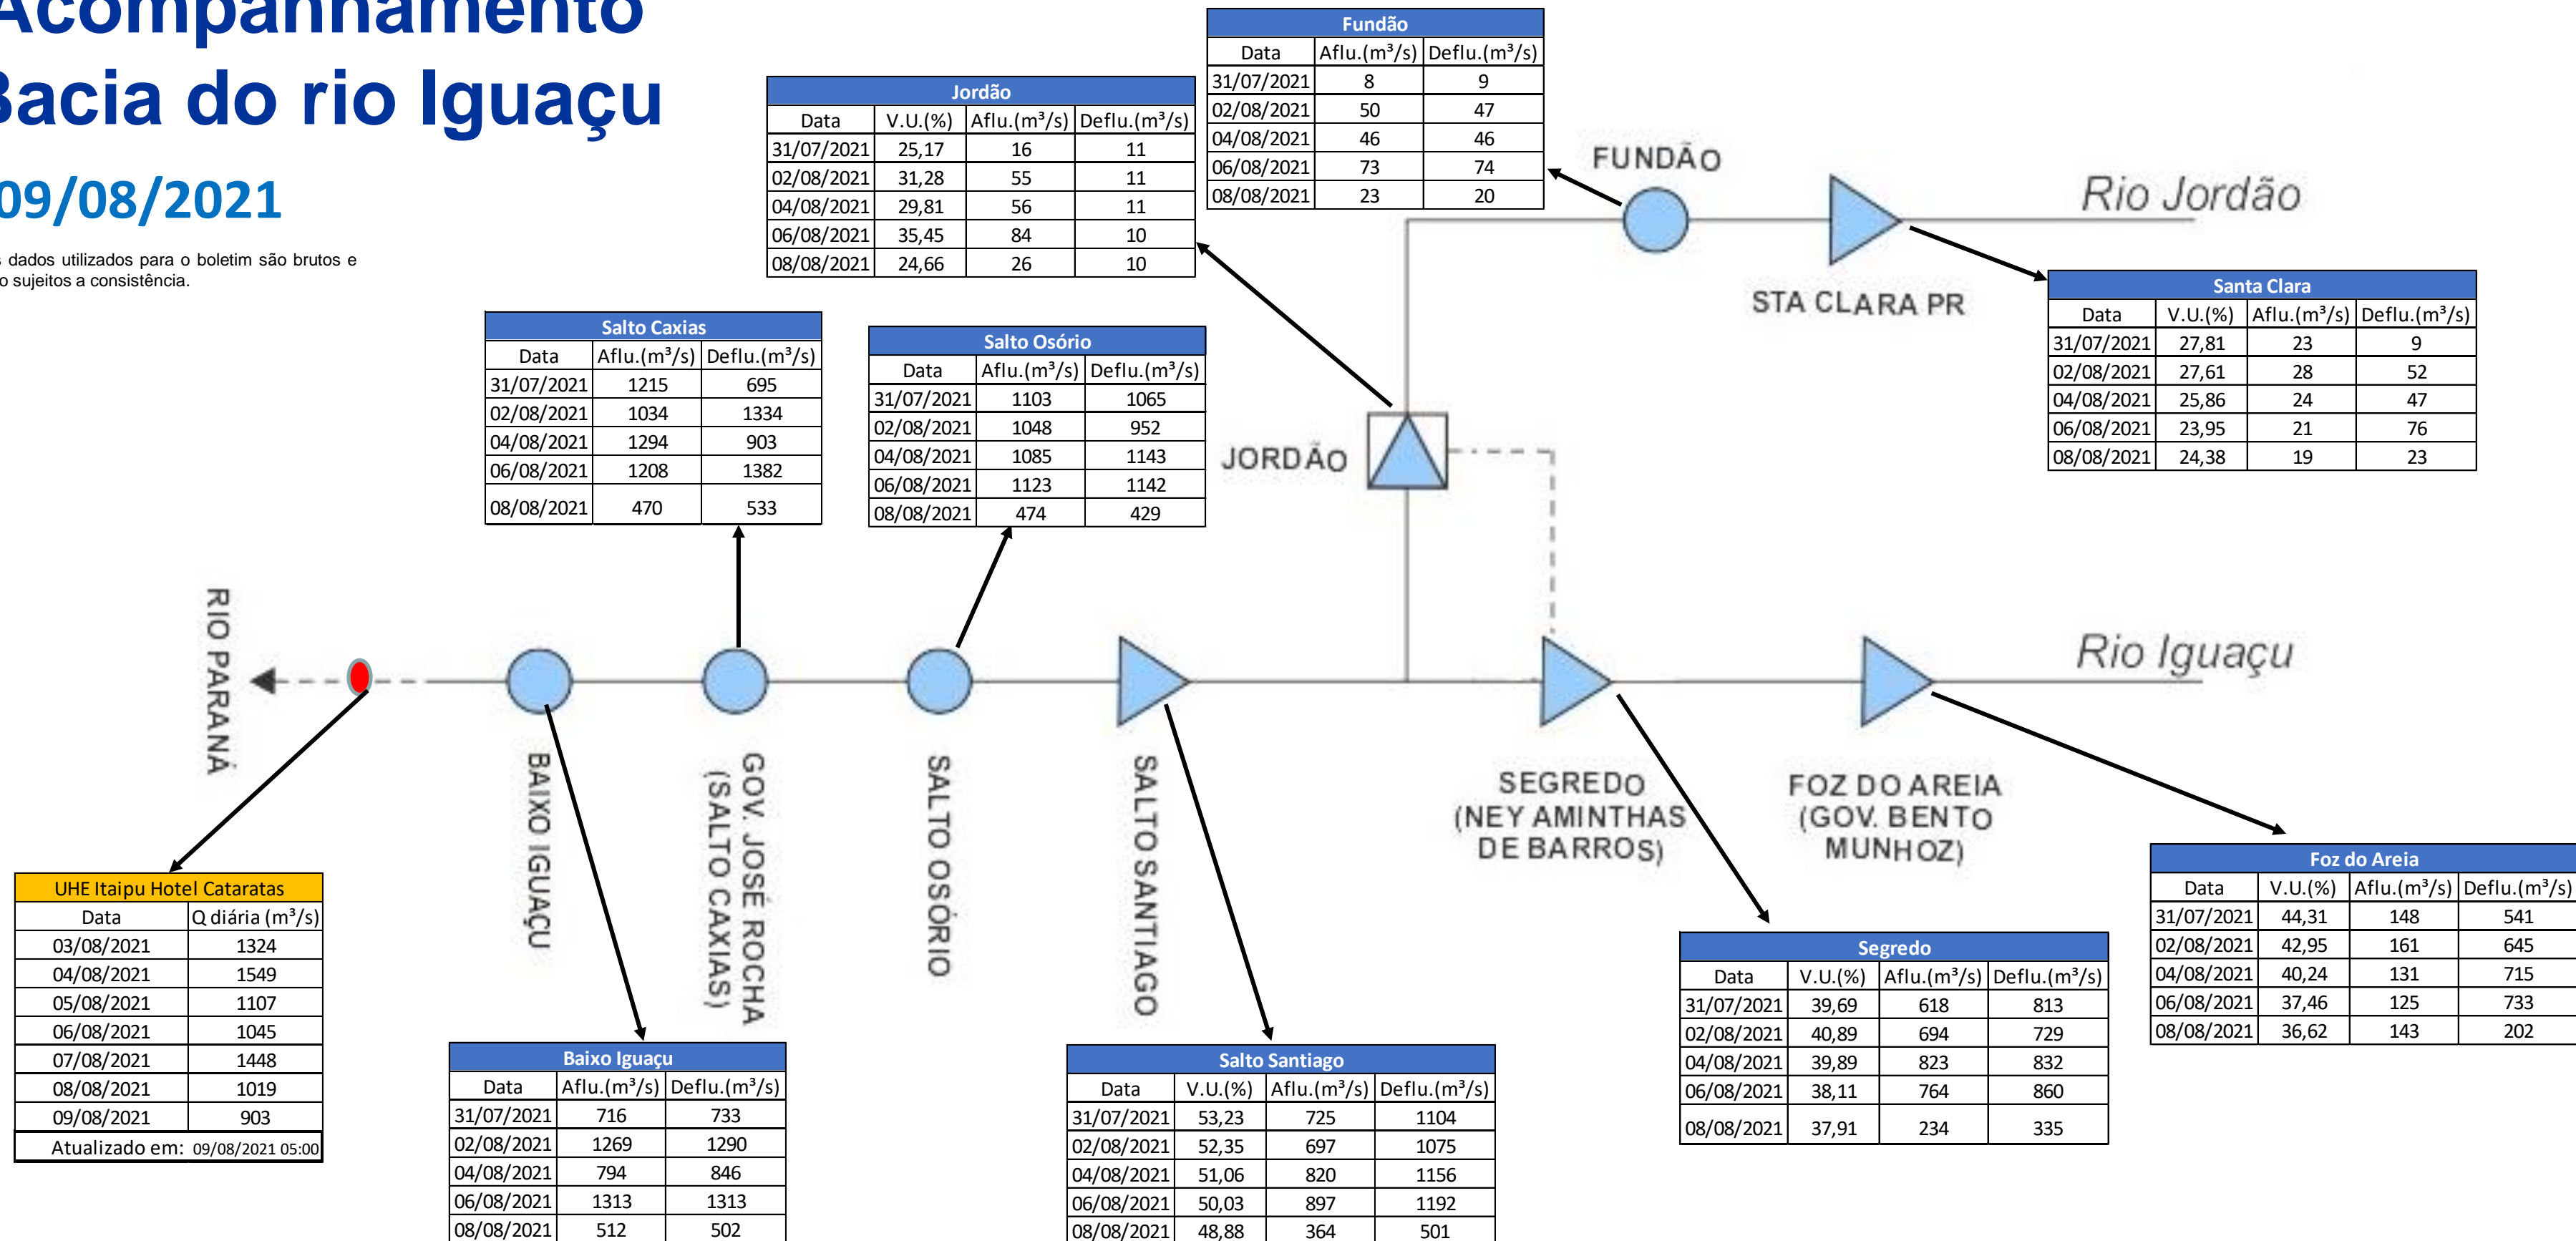 Acompanhamento
Bacia do rio Iguaçu
09/08/2021
s dados utilizados para o boletim são brutos e
o sujeitos a consistência.
Fundão
Data Aflu.(m³/s) Deflu.(m³/s)
31/07/2021 8 9
02/08/2021 50 47
04/08/2021 46 46
06/08/2021 73 74
08/08/2021 23 20
Jordão
Data V.U.(%) Aflu.(m³/s) Deflu.(m³/s)
31/07/2021 25,17 16 11
02/08/2021 31,28 55 11
04/08/2021 29,81 56 11
06/08/2021 35,45 84 10
08/08/2021 24,66 26 10
FUNDÃO
Rio Jordão
STA CLARA PR
Santa Clara
Data V.U.(%) Aflu.(m³/s) Deflu.(m³/s)
31/07/2021 27,81 23 9
02/08/2021 27,61 28 52
04/08/2021 25,86 24 47
06/08/2021 23,95 21 76
08/08/2021 24,38 19 23
Salto Caxias
Data Aflu.(m³/s) Deflu.(m³/s)
31/07/2021 1215 695
02/08/2021 1034 1334
04/08/2021 1294 903
06/08/2021 1208 1382
08/08/2021 470 533
Salto Osório
Data Aflu.(m³/s) Deflu.(m³/s)
31/07/2021 1103 1065
02/08/2021 1048 952
04/08/2021 1085 1143
06/08/2021 1123 1142
08/08/2021 474 429
JORDÃO
RIO PARANÁ
Rio Iguaçu
BAIXO IGUAÇU
GOV. JOSÉ ROCHA
(SALTO CAXIAS)
SALTO OSÓRIO
SALTO SANTIAGO
SEGREDO
(NEY AMINTHAS
DE BARROS)
FOZ DO AREIA
(GOV. BENTO
MUNHOZ)
UHE Itaipu Hotel Cataratas
Data Q diária (m³/s)
03/08/2021 1324
04/08/2021 1549
05/08/2021 1107
06/08/2021 1045
07/08/2021 1448
08/08/2021 1019
09/08/2021 903
Atualizado em: 09/08/2021 05:00
Baixo Iguaçu
Data Aflu.(m³/s) Deflu.(m³/s)
31/07/2021 716 733
02/08/2021 1269 1290
04/08/2021 794 846
06/08/2021 1313 1313
08/08/2021 512 502
Salto Santiago
Data V.U.(%) Aflu.(m³/s) Deflu.(m³/s)
31/07/2021 53,23 725 1104
02/08/2021 52,35 697 1075
04/08/2021 51,06 820 1156
06/08/2021 50,03 897 1192
08/08/2021 48,88 364 501
Segredo
Data V.U.(%) Aflu.(m³/s) Deflu.(m³/s)
31/07/2021 39,69 618 813
02/08/2021 40,89 694 729
04/08/2021 39,89 823 832
06/08/2021 38,11 764 860
08/08/2021 37,91 234 335
Foz do Areia
Data V.U.(%) Aflu.(m³/s) Deflu.(m³/s)
31/07/2021 44,31 148 541
02/08/2021 42,95 161 645
04/08/2021 40,24 131 715
06/08/2021 37,46 125 733
08/08/2021 36,62 143 202